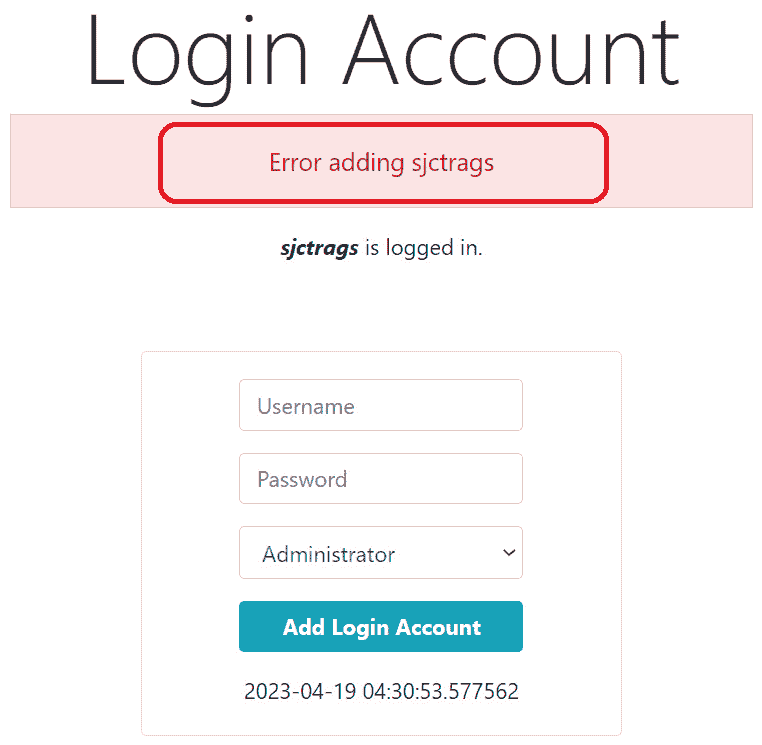 Login Account
Error adding sjctrags
sjctrags is logged in.
Username
Password
Administrator
Add Login Account
2023-04-19 04:30:53.577562